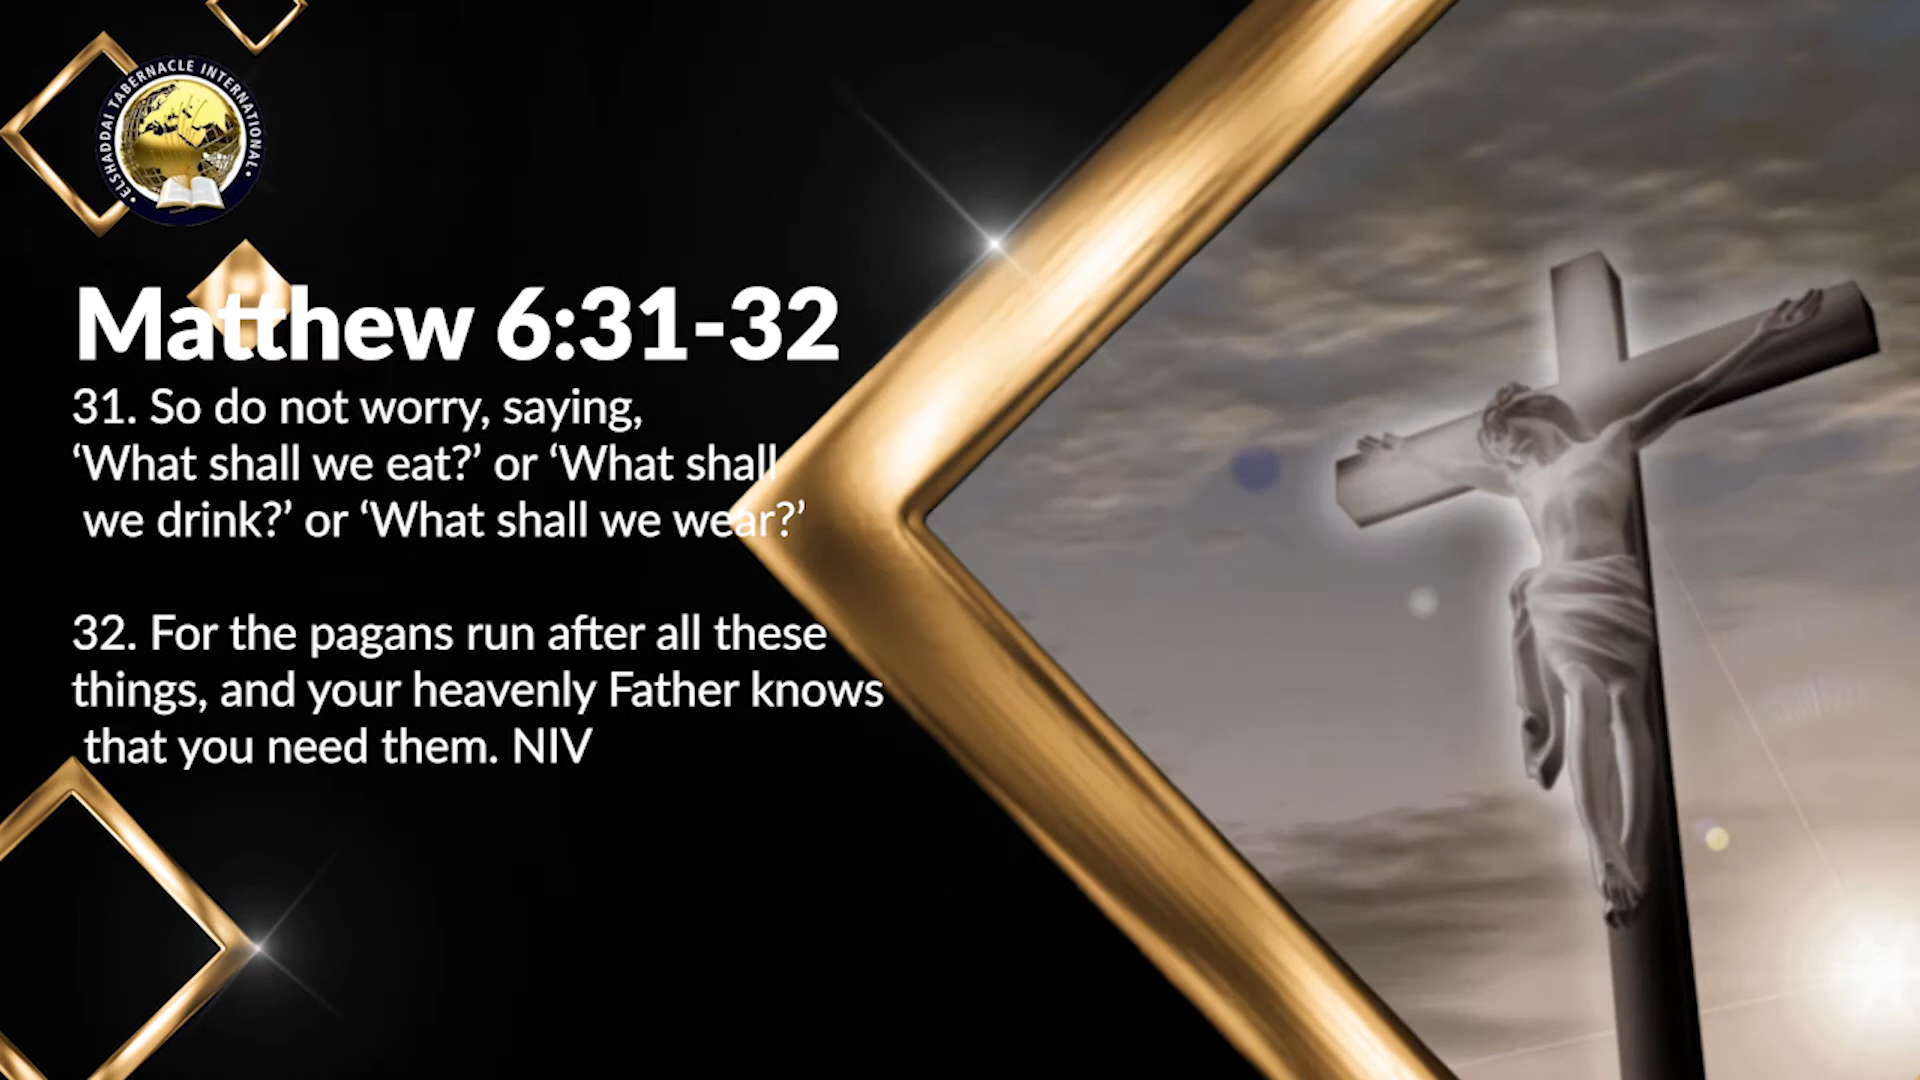 • ELSHADDAI TABERNACLE INTERNATIONAL •
Matthew 6:31-32
31. So do not worry, saying,
‘What shall we eat?’ or ‘What shall
we drink?’ or ‘What shall we wear?’
32. For the pagans run after all these
things, and your heavenly Father knows
that you need them. NIV